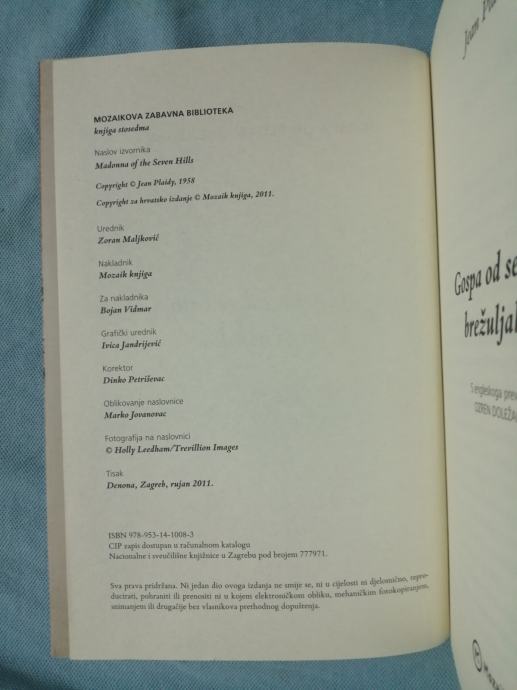 MOZAIKOVA ZABAVNA BIBLIOTEKA
knjiga stosedma
Naslov izvornika
Madonna of the Seven Hills
Copyright © Jean Plaidy, 1958
Copyright za hrvatsko izdanje © Mozaik knjiga, 2011.
Urednik
Zoran Maljković
Nakladnik
Mozaik knjiga
Za nakladnika
Bojan Vidmar
Grafički urednik
Ivica Jandrijević
Korektor
Dinko Petriševac
Oblikovanje naslovnice
Marko Jovanovac
Fotografija na naslovnici
© Holly Leedham/Trevillion Images
Tisak
Denona, Zagreb, rujan 2011.
ISBN 978-953-14-1008-3
CIP zapis dostupan u računalnom katalogu
Nacionalne i sveučilišne knjižnice u Zagrebu pod brojem 777971.
Sva prava pridržana. Ni jedan dio ovoga izdanja ne smije se, ni u cijelosti ni djelomično, repro-
ducirati, pohraniti ili prenositi ni u kojem elektroničkom obliku, mehaničkim fotokopiranjem,
snimanjem ili drugačije bez vlasnikova prethodnog dopuštenja.
Jean
Gospa od
S engleskoga